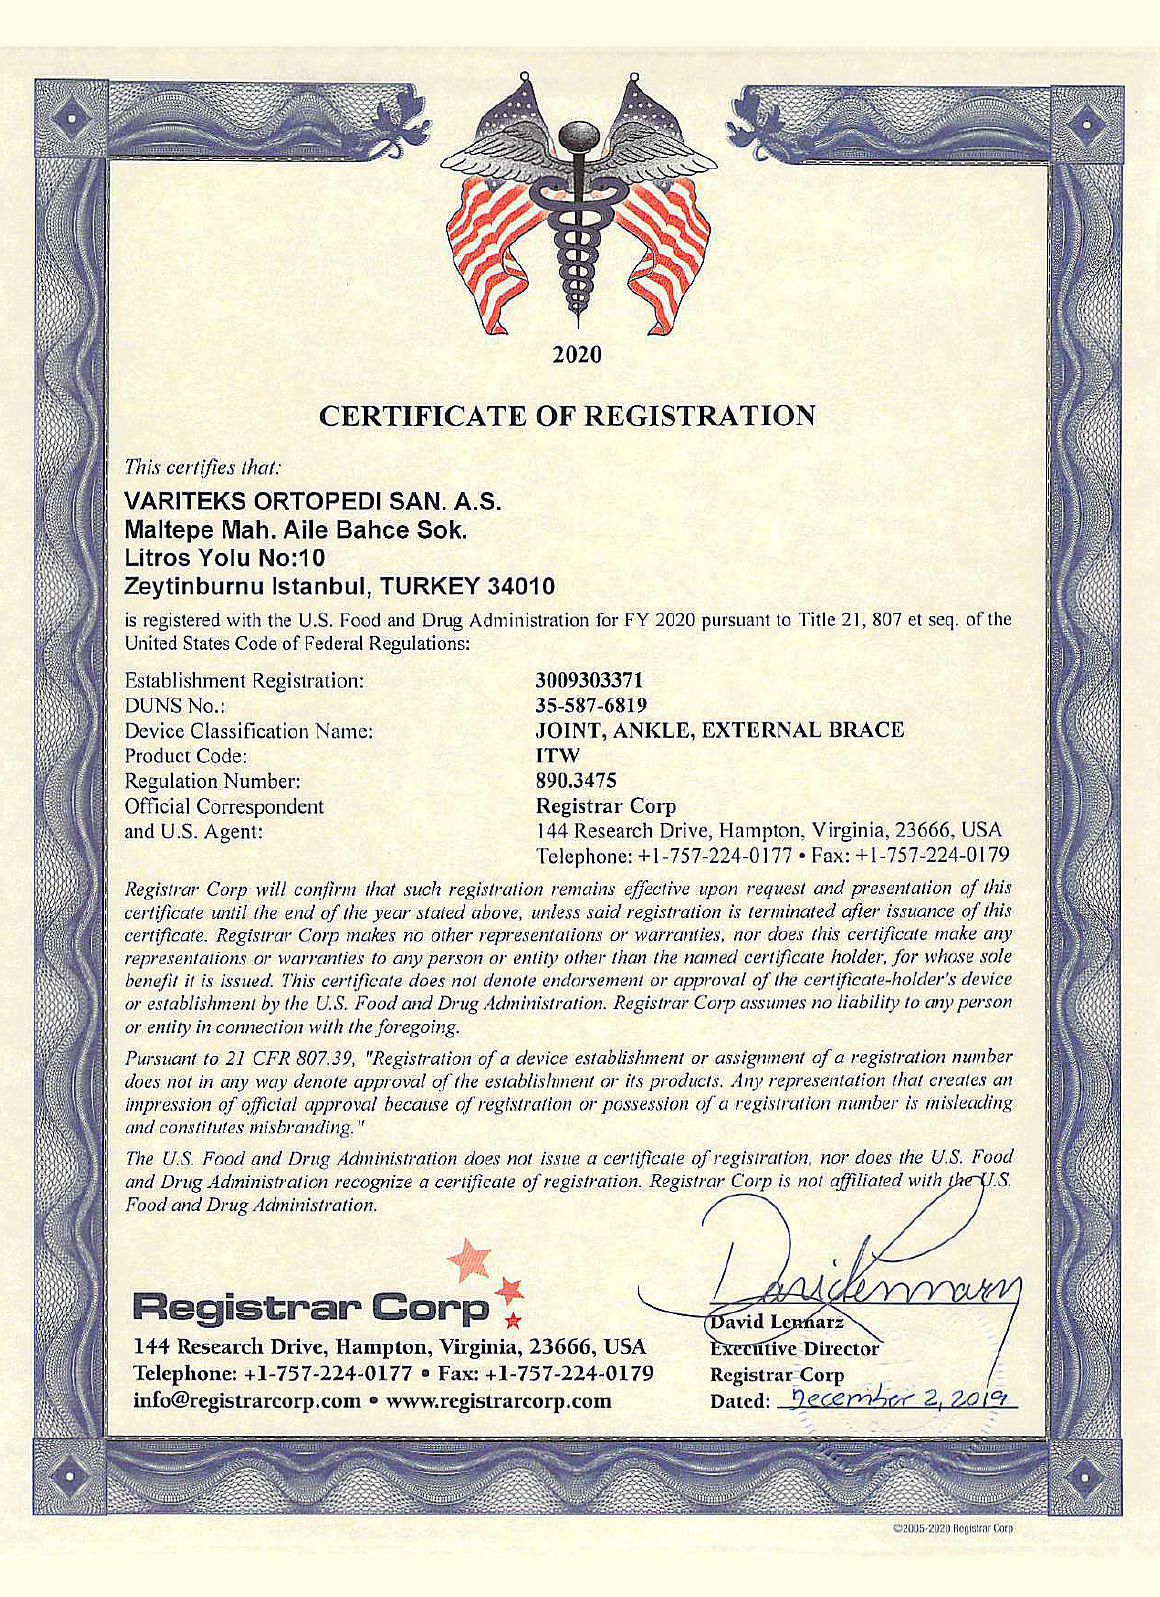 2020
CERTIFICATE OF REGISTRATION
This certifies that:
VARITEKS ORTOPEDI SAN. A.S.
Maltepe Mah. Aile Bahce Sok.
Litros Yolu No:10
Zeytinburnu Istanbul, TURKEY 34010
is registered with the U.S. Food and Drug Administration for FY 2020 pursuant to Title 21, 807 et seq. of the
United States Code of Federal Regulations:
Establishment Registration: 3009303371
DUNS No.: 35-587-6819
Device Classification Name: JOINT, ANKLE, EXTERNAL BRACE
Product Code: ITW
Regulation Number: 890.3475
Official Correspondent Registrar Corp
and U.S. Agent: 144 Research Drive, Hampton, Virginia, 23666, USA
Telephone: +1-757-224-0177 • Fax: +1-757-224-0179
Registrar Corp will confirm that such registration remains effective upon request and presentation of this
certificate until the end of the year stated above, unless said registration is terminated after issuance of this
certificate. Registrar Corp makes no other representations or warranties, nor does this certificate make any
representations or warranties to any person or entity other than the named certificate holder, for whose sole
benefit it is issued. This certificate does not denote endorsement or approval of the certificate-holder's device
or establishment by the U.S. Food and Drug Administration. Registrar Corp assumes no liability to any person
or entity in connection with the foregoing.
Pursuant to 21 CFR 807.39, "Registration of a device establishment or assignment of a registration number
does not in any way denote approval of the establishment or its products. Any representation that creates an
impression of official approval because of registration or possession of a registration number is misleading
and constitutes misbranding."
The U.S. Food and Drug Administration does not issue a certificate of registration, nor does the U.S. Food
and Drug Administration recognize a certificate of registration. Registrar Corp is not affiliated with the U.S.
Food and Drug Administration.
Registrar Corp
144 Research Drive, Hampton, Virginia, 23666, USA
Telephone: +1-757-224-0177 • Fax: +1-757-224-0179
info@registrarcorp.com • www.registrarcorp.com
David Lennarz
David Lennarz
Executive Director
Registrar Corp
Dated: December 2, 2019
©2005-2020 Registrar Corp